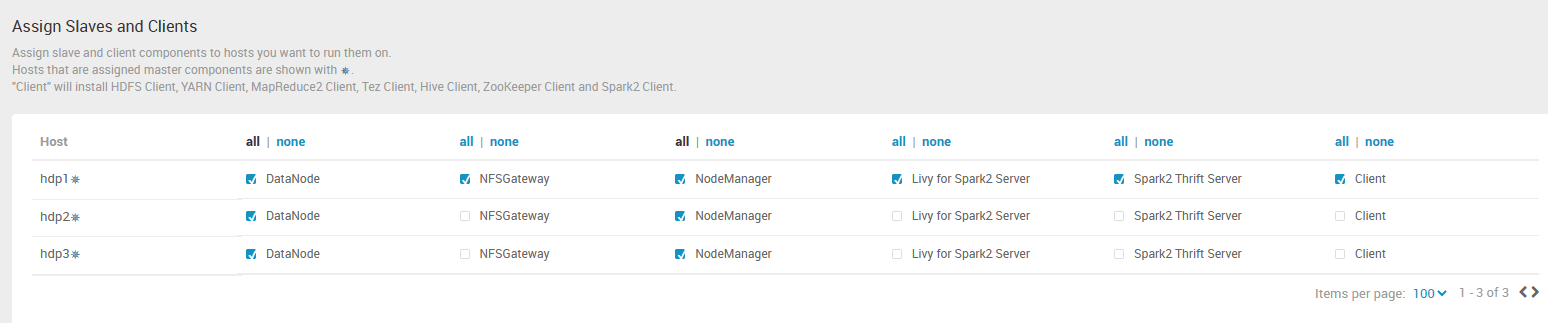 Assign Slaves and Clients
Assign slave and client components to hosts you want to run them on.
Hosts that are assigned master components are shown with ✵.
"Client" will install HDFS Client, YARN Client, MapReduce2 Client, Tez Client, Hive Client, ZooKeeper Client and Spark2 Client.
Host all | none all | none all | none all | none all | none all | none
hdp1✵ DataNode NFSGateway NodeManager Livy for Spark2 Server Spark2 Thrift Server Client
hdp2✵ DataNode NFSGateway NodeManager Livy for Spark2 Server Spark2 Thrift Server Client
hdp3✵ DataNode NFSGateway NodeManager Livy for Spark2 Server Spark2 Thrift Server Client
Items per page: 100 1 - 3 of 3